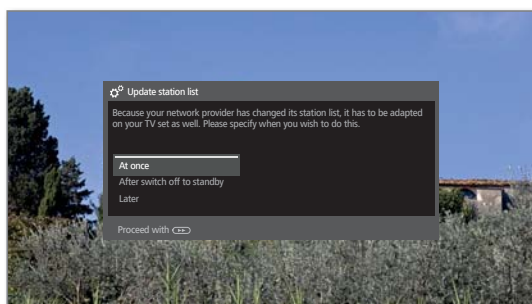 Update station list
Because your network provider has changed its station list, it has to be adapted
on your TV set as well. Please specify when you wish to do this.
At once
After switch off to standby
Later
Proceed with